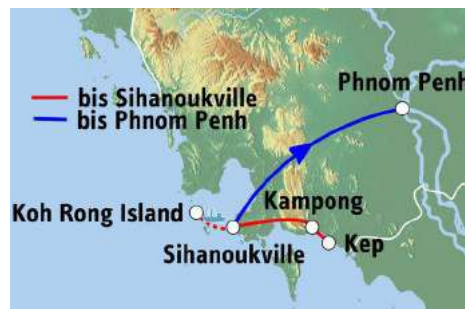 Phnom Penh
bis Sihanoukville
bis Phnom Penh
Kampong
Koh Rong Island
Kep
Sihanoukville